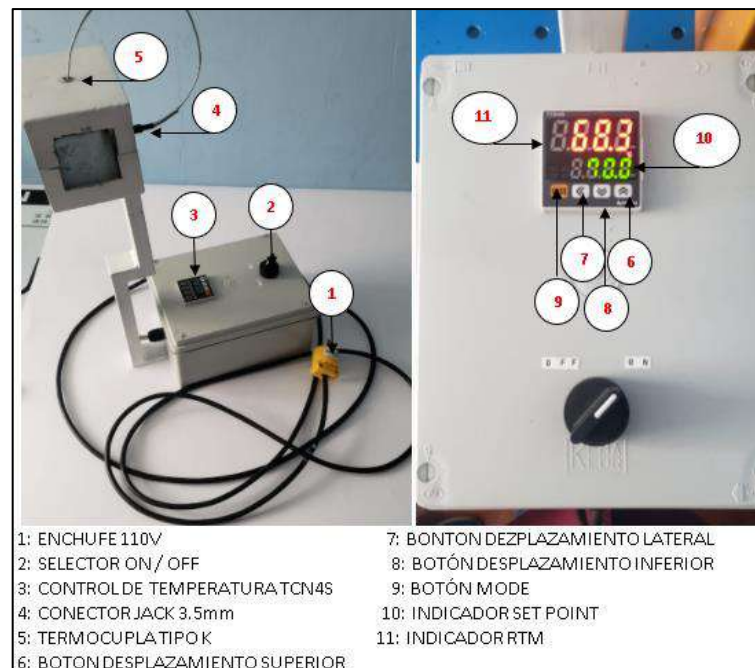 5
4
3
2
1
11
68.3
10
7
6
9
8
OFF
ON
1: ENCHUFE 110V
2: SELECTOR ON / OFF
3: CONTROL DE TEMPERATURA TCN4S
4: CONECTOR JACK 3.5mm
5: TERMOCUPLA TIPO K
6: BOTON DESPLAZAMIENTO SUPERIOR
7: BONTON DEZPLAZAMIENTO LATERAL
8: BOTÓN DESPLAZAMIENTO INFERIOR
9: BOTÓN MODE
10: INDICADOR SET POINT
11: INDICADOR RTM